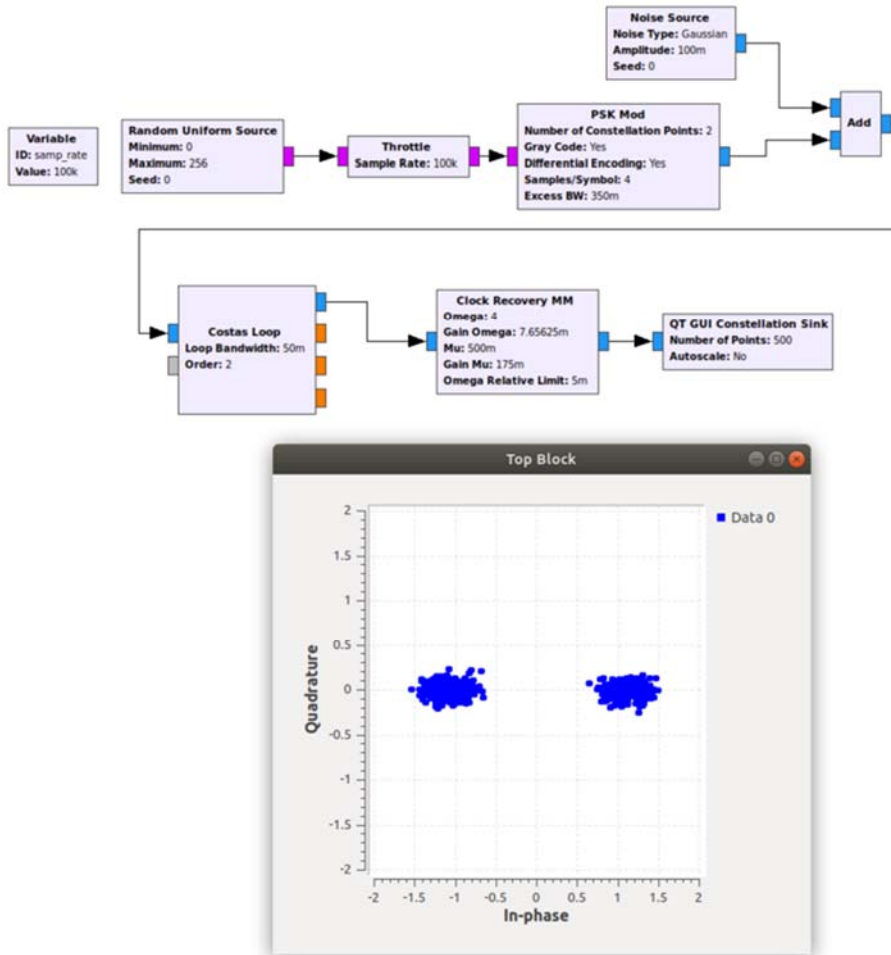 Noise Source
Noise Type: Gaussian
Amplitude: 100m
Seed: 0
Variable
ID: samp_rate
Value: 100k
Random Uniform Source
Minimum: 0
Maximum: 256
Seed: 0
Throttle
Sample Rate: 100k
PSK Mod
Number of Constellation Points: 2
Gray Code: Yes
Differential Encoding: Yes
Samples/Symbol: 4
Excess BW: 350m
Add
Costas Loop
Loop Bandwidth: 50m
Order: 2
Clock Recovery MM
Omega: 4
Gain Omega: 7.65625m
Mu: 500m
Gain Mu: 175m
Omega Relative Limit: 5m
QT GUI Constellation Sink
Number of Points: 500
Autoscale: No
Top Block
Data 0
2
1.5
1
0.5
0
-0.5
-1
-1.5
-2
Quadrature
-2 -1.5 -1 -0.5 0 0.5 1 1.5 2
In-phase